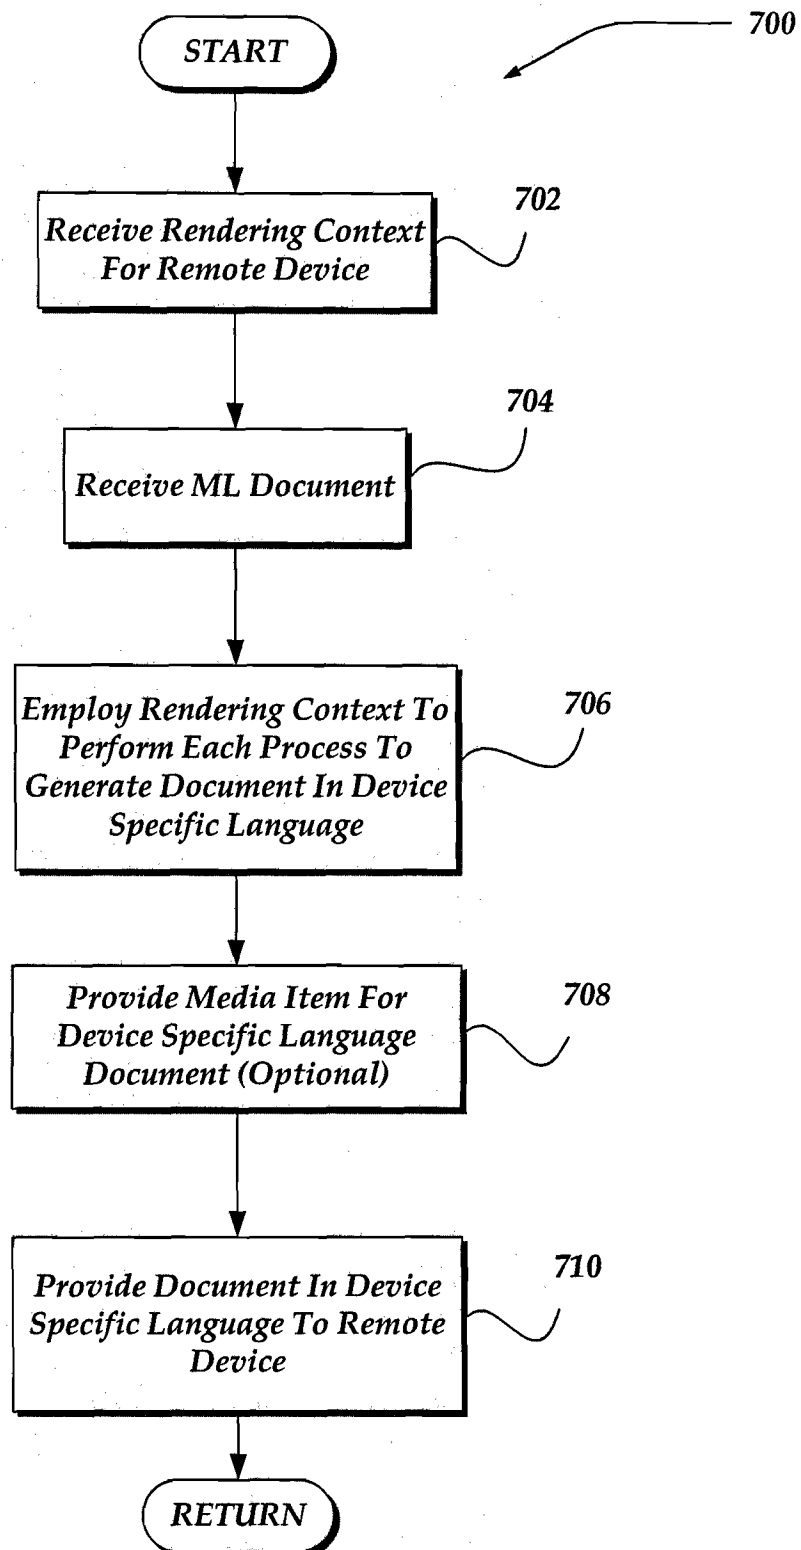 START
700
Receive Rendering Context
For Remote Device
702
Receive ML Document
704
Employ Rendering Context To
Perform Each Process To
Generate Document In Device
Specific Language
706
Provide Media Item For
Device Specific Language
Document (Optional)
708
Provide Document In Device
Specific Language To Remote
Device
710
RETURN